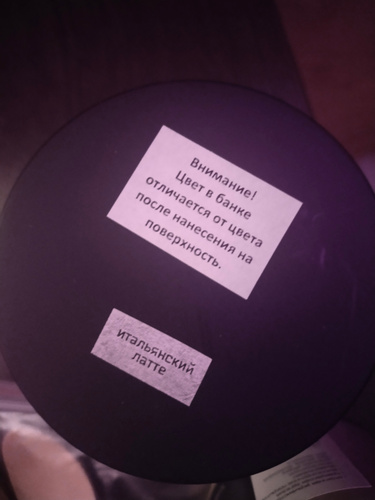 Внимание!
Цвет в банке
отличается от цвета
после нанесения на
поверхность.
итальянский
латте